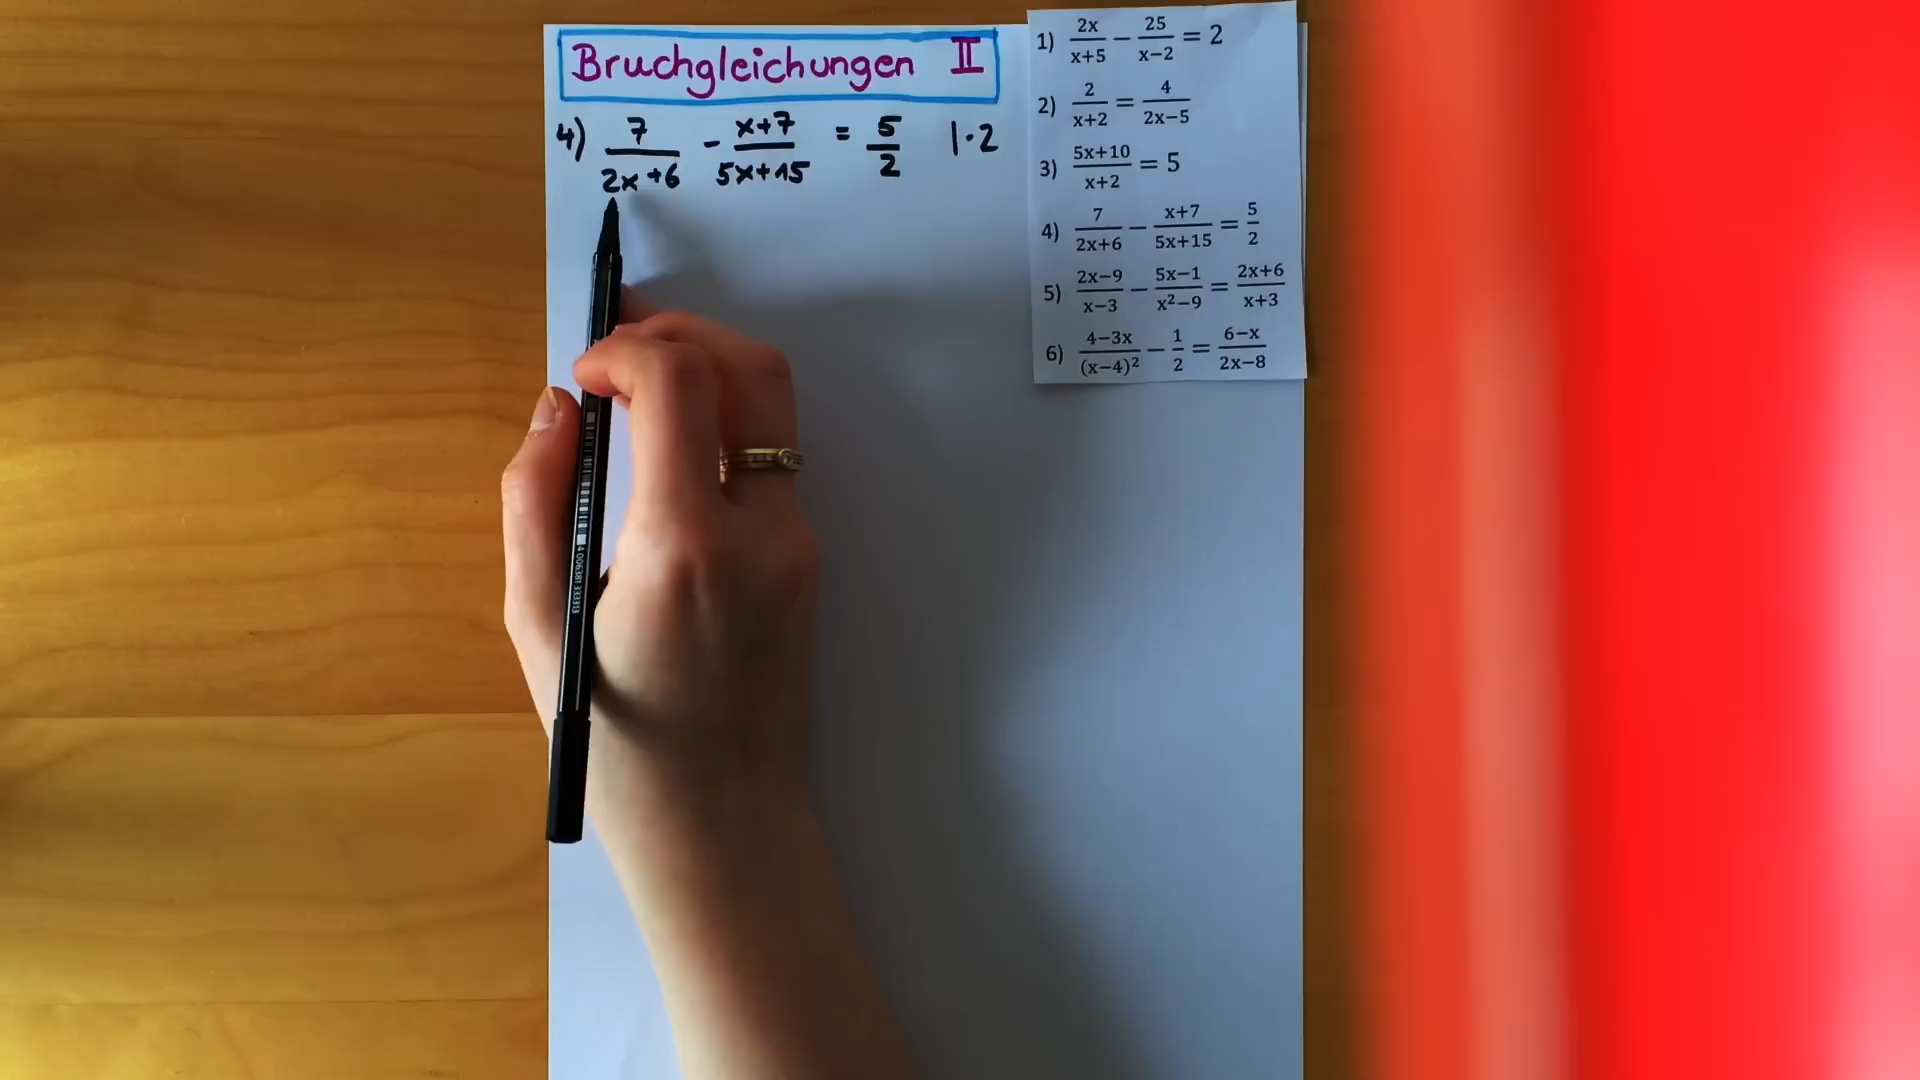 Bruchgleichungen II
4) 7/(2x+6) - (x+7)/(5x+15) = 5/2 |·2
1) 2x/(x+5) − 25/(x−2) = 2
2) 2/(x+2) = 4/(2x−5)
3) (5x+10)/(x+2) = 5
4) 7/(2x+6) − (x+7)/(5x+15) = 5/2
5) (2x−9)/(x−3) − (5x−1)/(x²−9) = (2x+6)/(x+3)
6) (4−3x)/(x−4)² − 1/2 = (6−x)/(2x−8)